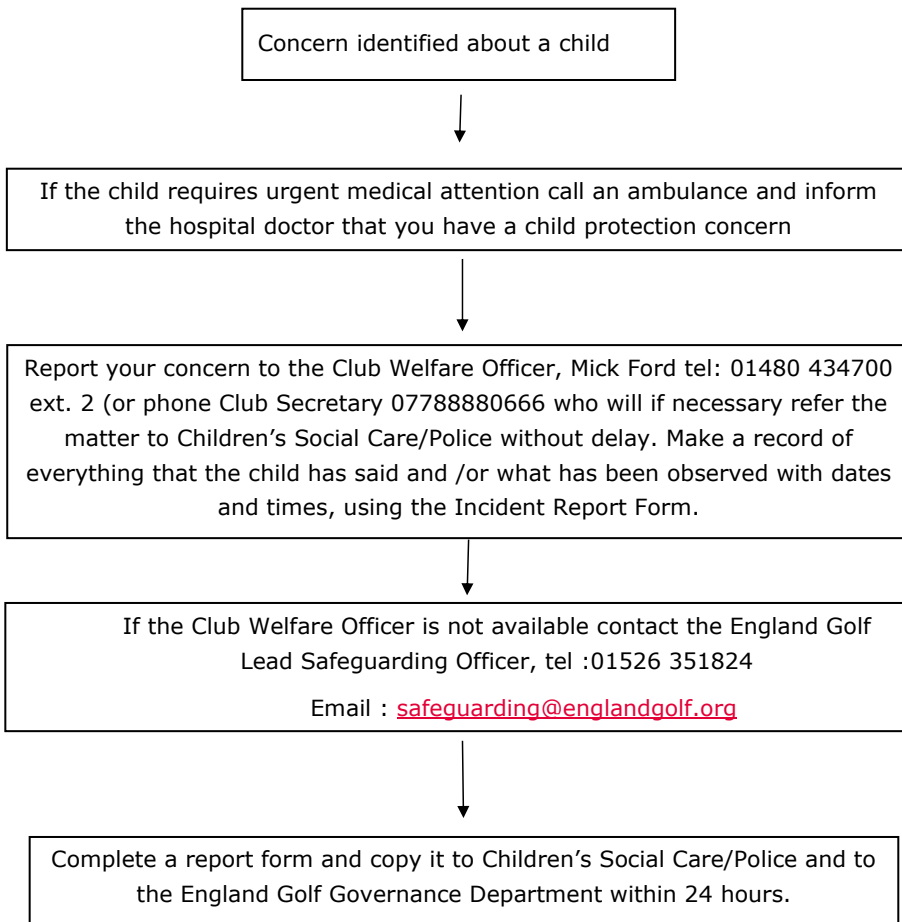 Concern identified about a child
If the child requires urgent medical attention call an ambulance and inform
the hospital doctor that you have a child protection concern
Report your concern to the Club Welfare Officer, Mick Ford tel: 01480 434700
ext. 2 (or phone Club Secretary 07788880666 who will if necessary refer the
matter to Children’s Social Care/Police without delay. Make a record of
everything that the child has said and /or what has been observed with dates
and times, using the Incident Report Form.
If the Club Welfare Officer is not available contact the England Golf
Lead Safeguarding Officer, tel :01526 351824
Email : safeguarding@englandgolf.org
Complete a report form and copy it to Children’s Social Care/Police and to
the England Golf Governance Department within 24 hours.